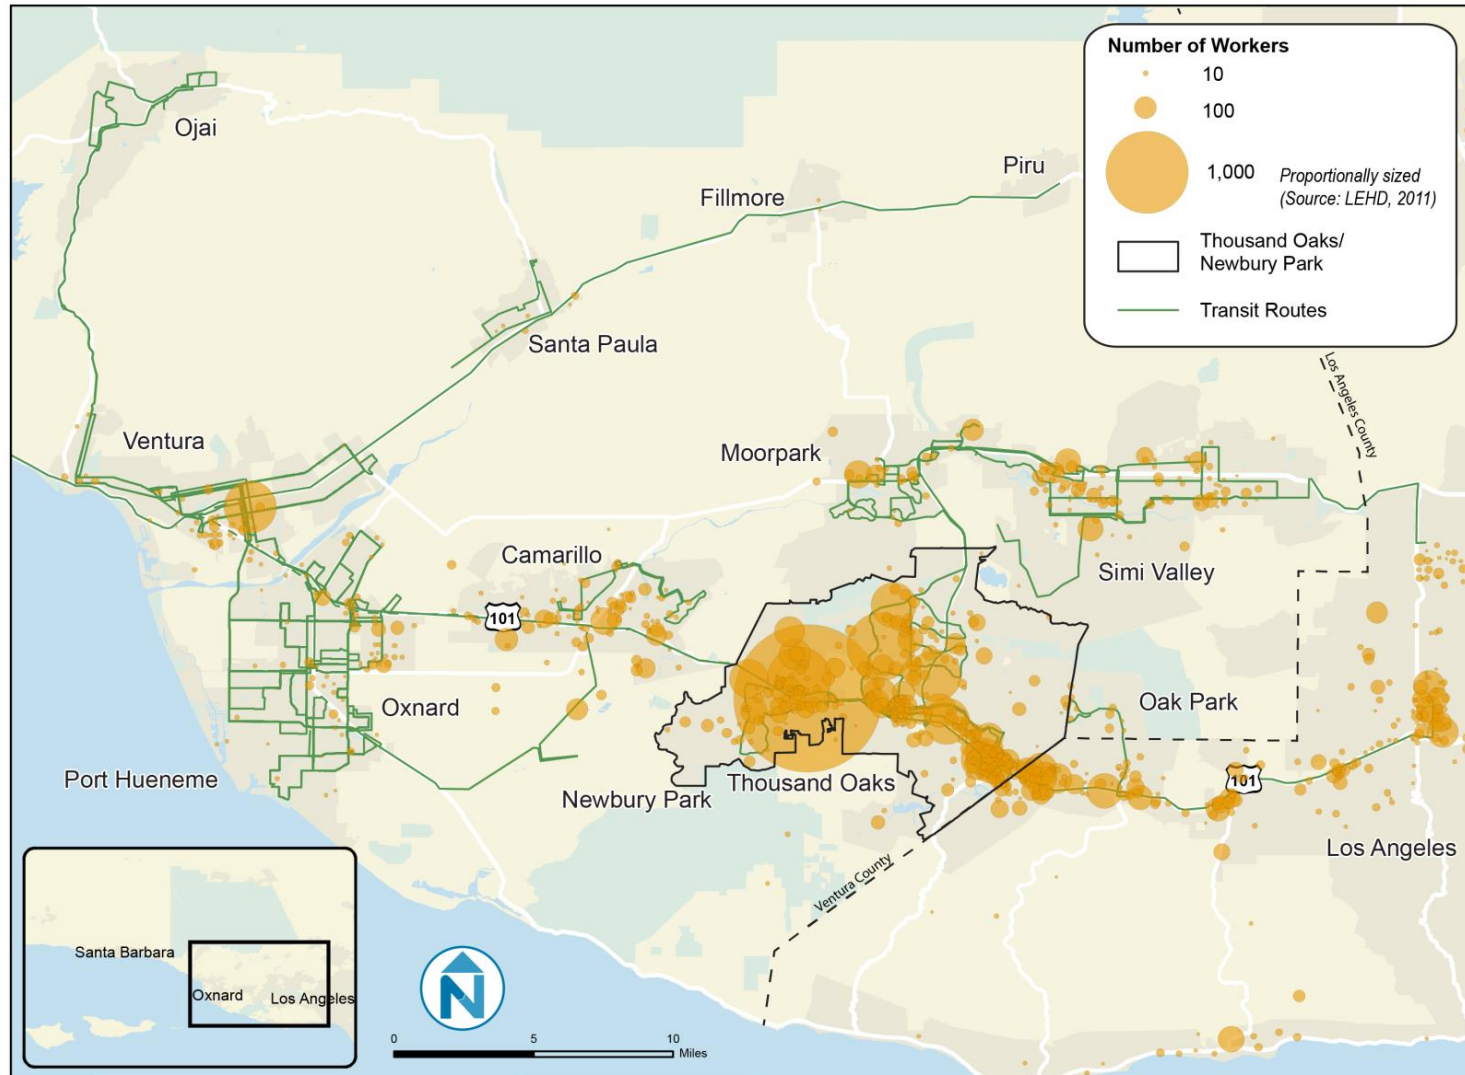 Number of Workers
10
100
1,000
Proportionally sized
(Source: LEHD, 2011)
Thousand Oaks/
Newbury Park
Transit Routes
Ojai
Piru
Fillmore
Santa Paula
Los Angeles County
Ventura
Moorpark
Camarillo
Simi Valley
101
Oxnard
Oak Park
Port Hueneme
Newbury Park
Thousand Oaks
101
Los Angeles
Ventura County
Santa Barbara
Oxnard
Los Angeles
N
0
5
10
Miles